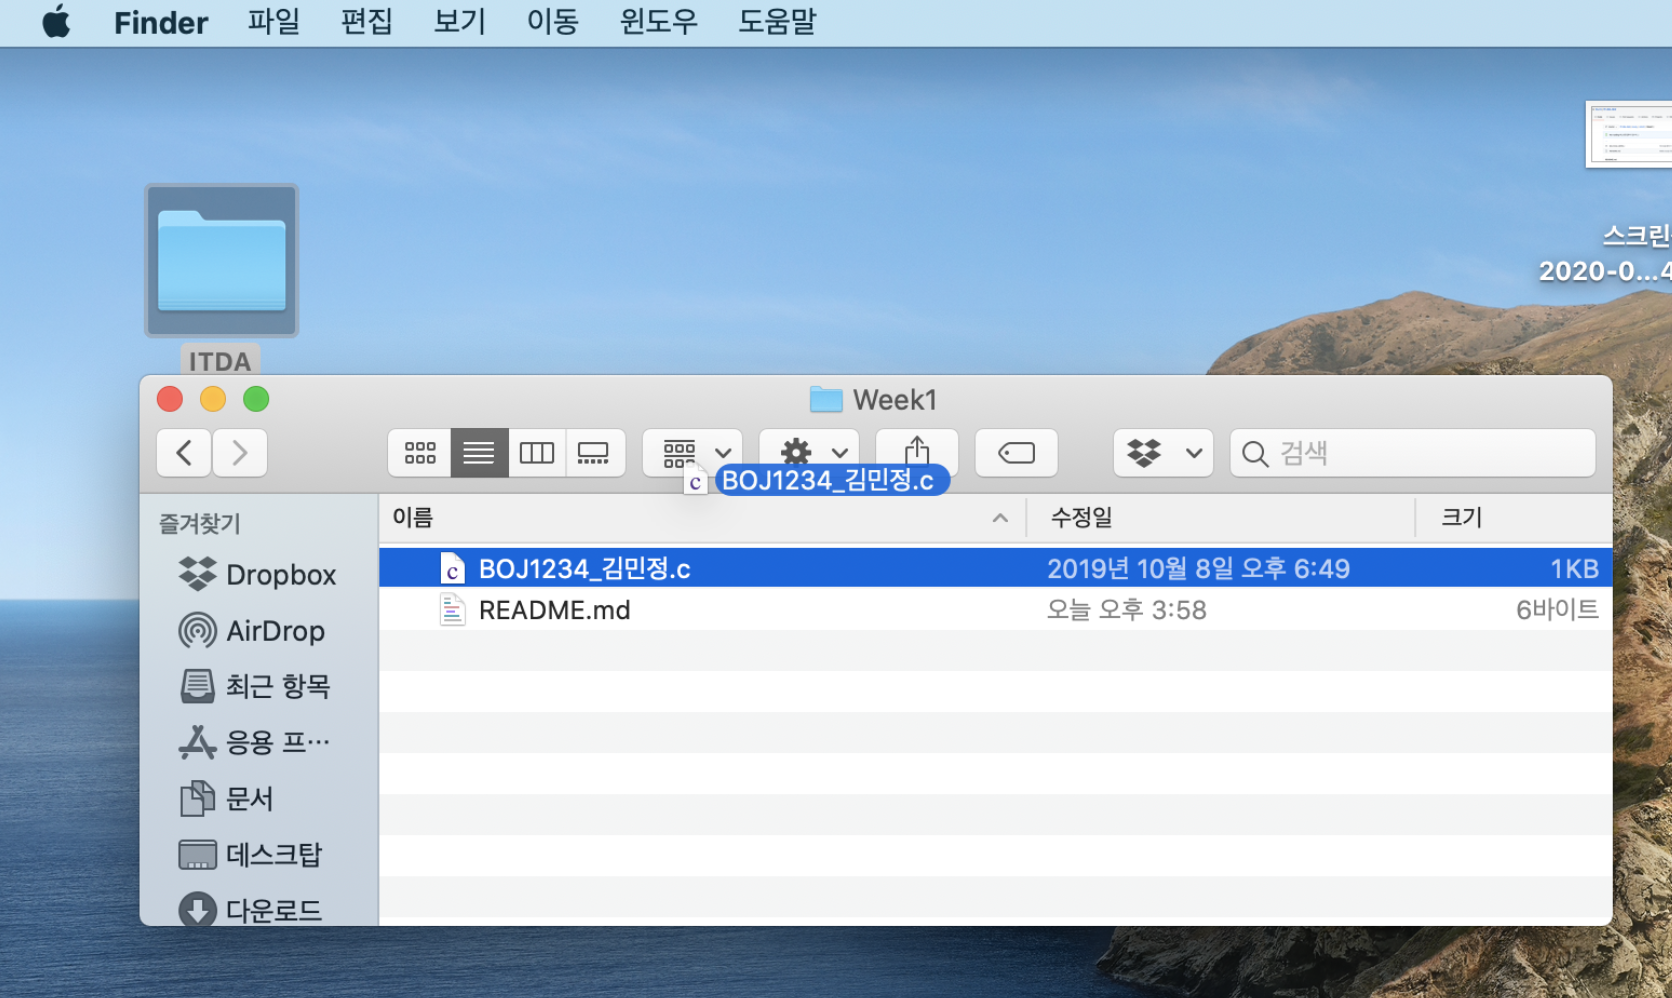 Finder 파일 편집 보기 이동 윈도우 도움말
스크린
2020-0...4
ITDA
Week1
검색
c BOJ1234_김민정.c
즐겨찾기
이름 수정일 크기
c BOJ1234_김민정.c 2019년 10월 8일 오후 6:49 1KB
README.md 오늘 오후 3:58 6바이트
Dropbox
AirDrop
최근 항목
응용 프…
문서
데스크탑
다운로드